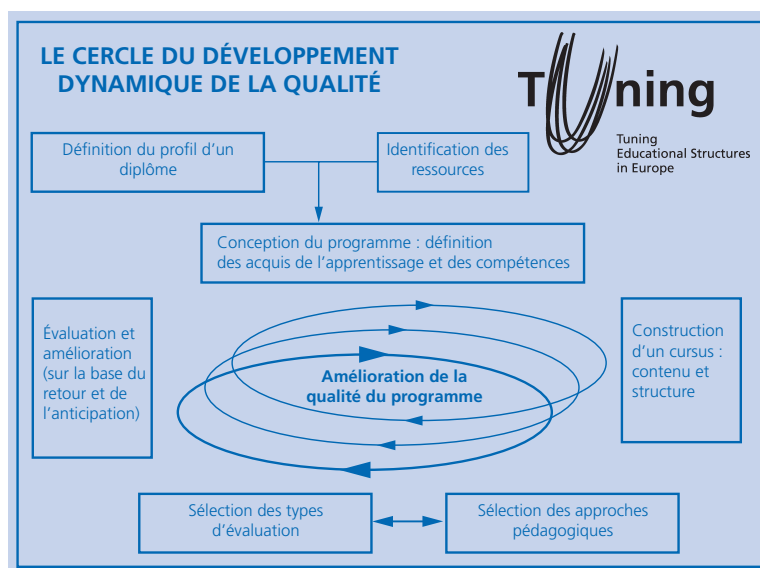 LE CERCLE DU DÉVELOPPEMENT
DYNAMIQUE DE LA QUALITÉ
Tuning
Tuning
Educational Structures
in Europe
Définition du profil d’un
diplôme
Identification des
ressources
Conception du programme : définition
des acquis de l’apprentissage et des compétences
Évaluation et
amélioration
(sur la base du
retour et de
l’anticipation)
Amélioration de la
qualité du programme
Construction
d’un cursus :
contenu et
structure
Sélection des types
d’évaluation
Sélection des approches
pédagogiques